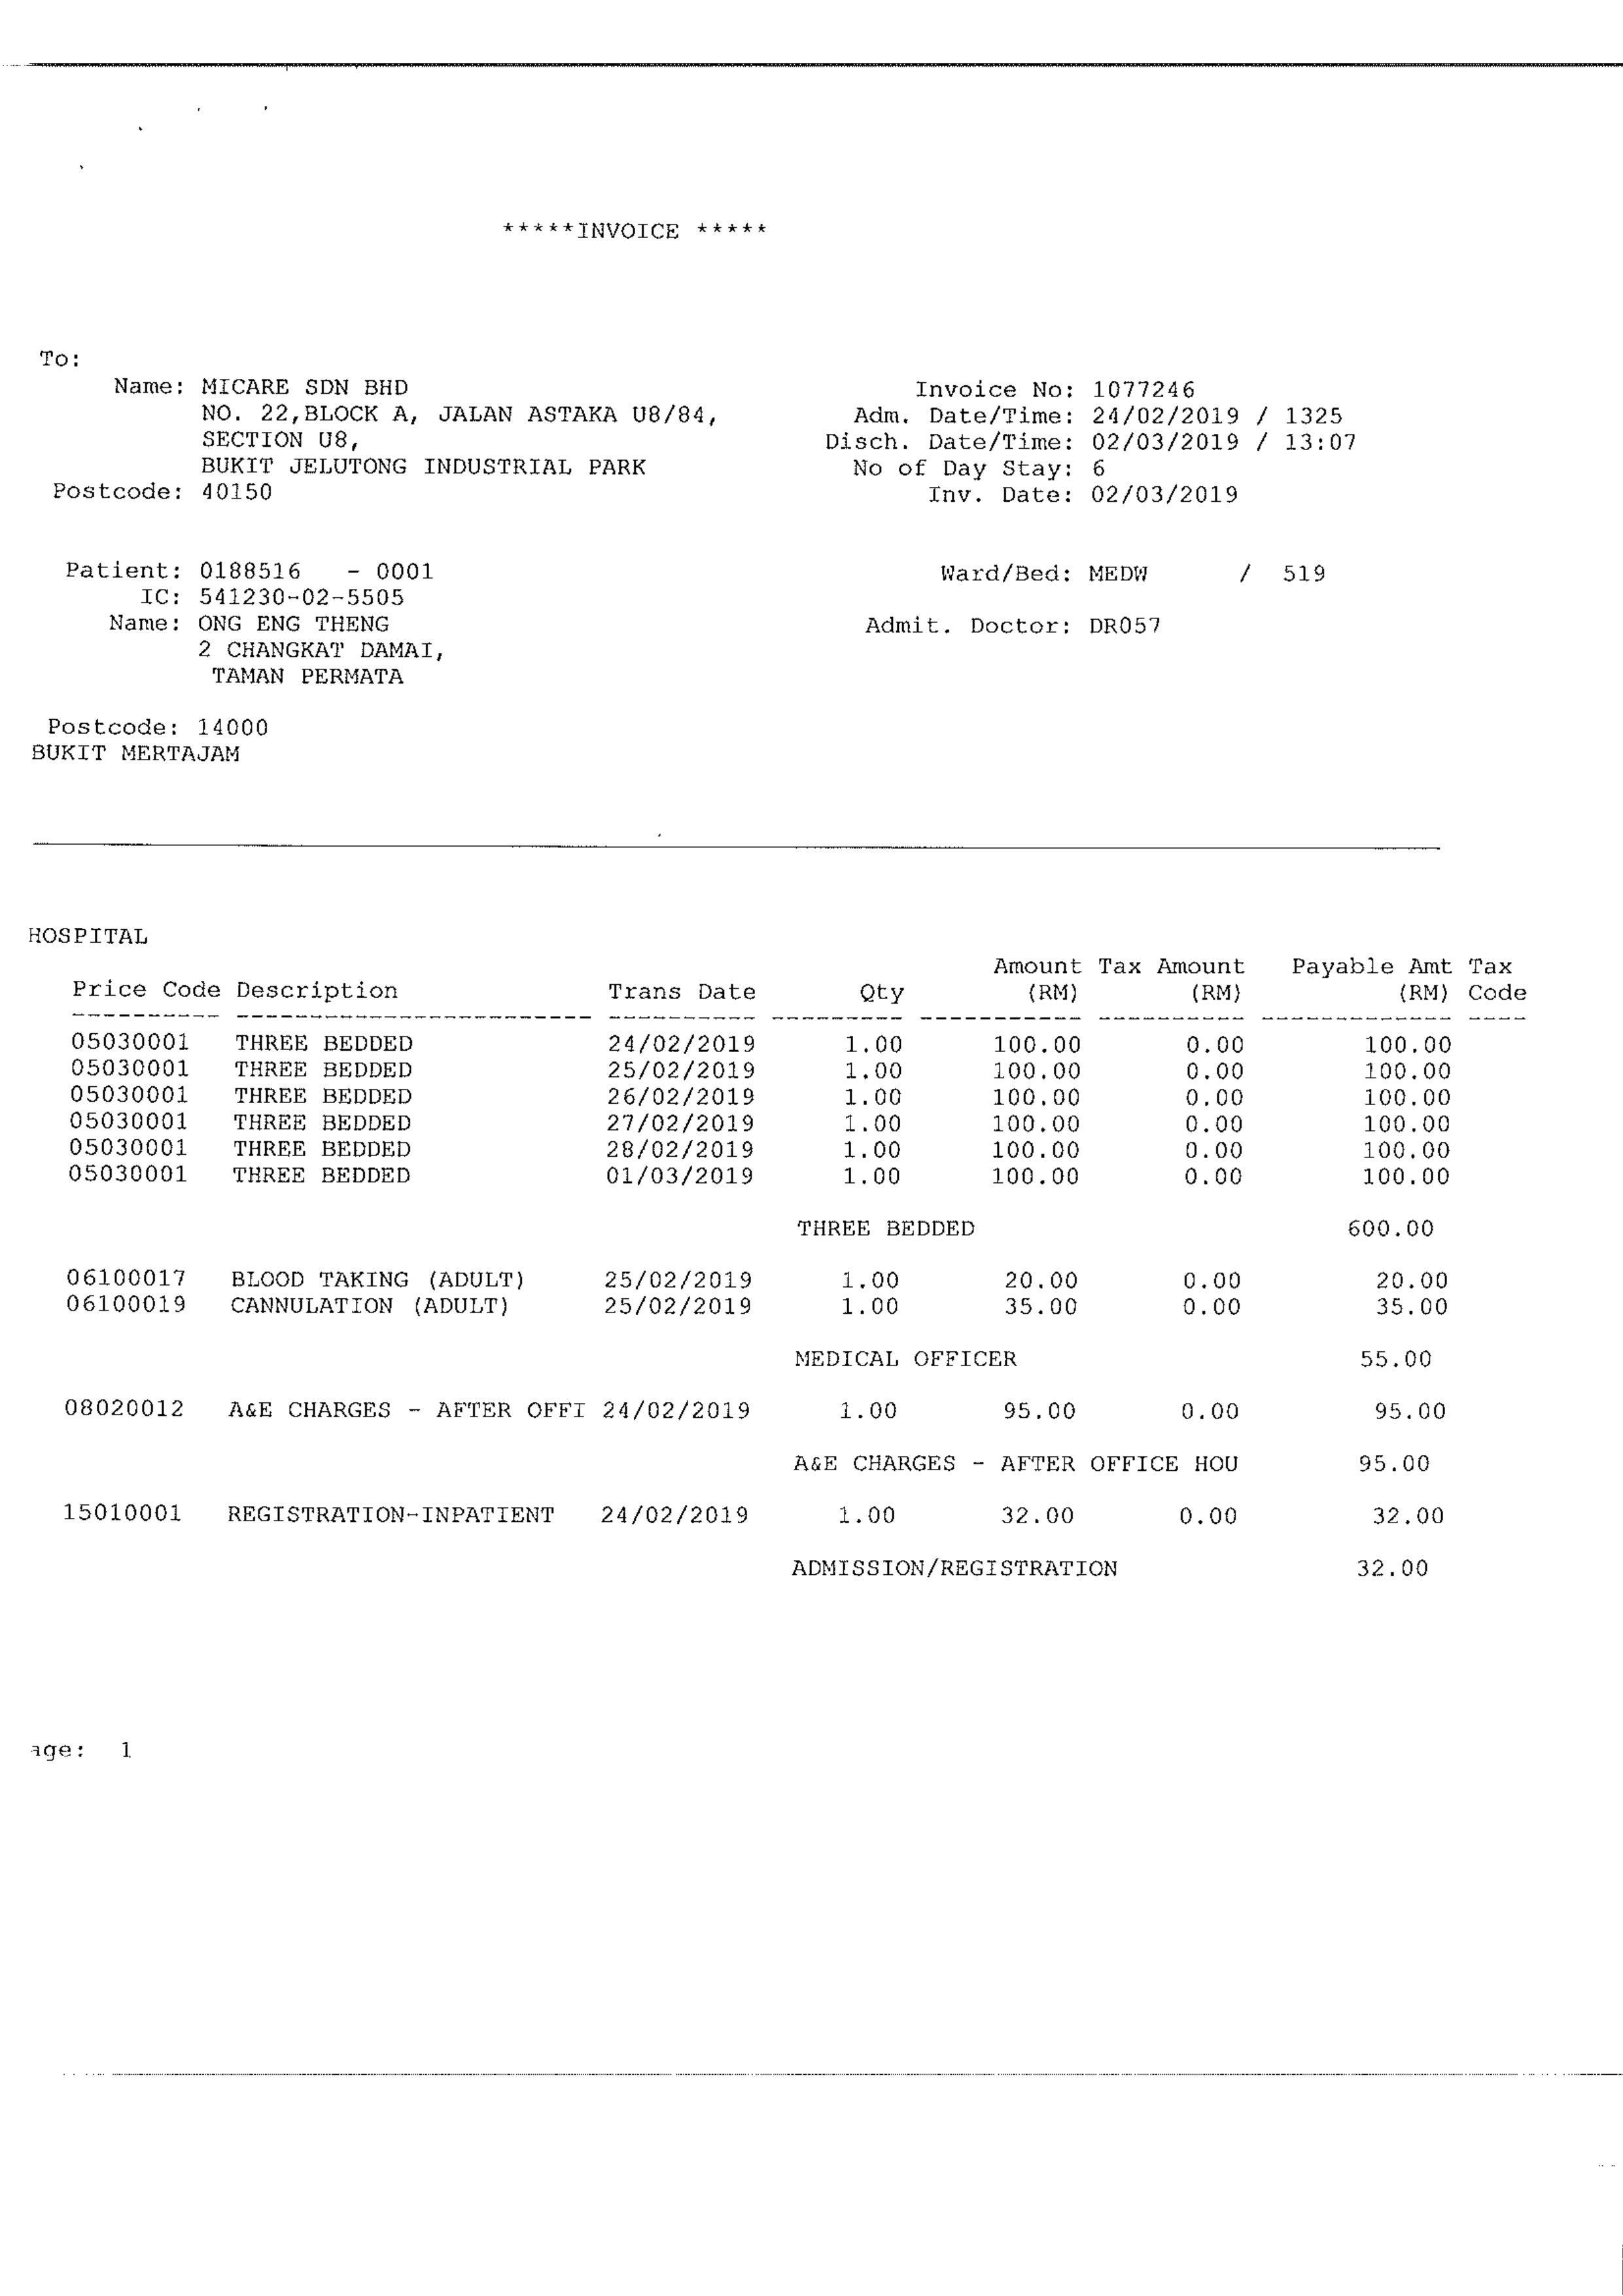 *****INVOICE *****
To:
Name: MICARE SDN BHD
NO. 22,BLOCK A, JALAN ASTAKA U8/84,
SECTION U8,
BUKIT JELUTONG INDUSTRIAL PARK
Postcode: 40150
Invoice No: 1077246
Adm. Date/Time: 24/02/2019 / 1325
Disch. Date/Time: 02/03/2019 / 13:07
No of Day Stay: 6
Inv. Date: 02/03/2019
Patient: 0188516 - 0001
IC: 541230-02-5505
Name: ONG ENG THENG
2 CHANGKAT DAMAI,
TAMAN PERMATA
Postcode: 14000
BUKIT MERTAJAM
Ward/Bed: MEDW / 519
Admit. Doctor: DR057
HOSPITAL
Amount Tax Amount Payable Amt Tax
Price Code Description Trans Date Qty (RM) (RM) (RM) Code
05030001 THREE BEDDED 24/02/2019 1.00 100.00 0.00 100.00
05030001 THREE BEDDED 25/02/2019 1.00 100.00 0.00 100.00
05030001 THREE BEDDED 26/02/2019 1.00 100.00 0.00 100.00
05030001 THREE BEDDED 27/02/2019 1.00 100.00 0.00 100.00
05030001 THREE BEDDED 28/02/2019 1.00 100.00 0.00 100.00
05030001 THREE BEDDED 01/03/2019 1.00 100.00 0.00 100.00
THREE BEDDED 600.00
06100017 BLOOD TAKING (ADULT) 25/02/2019 1.00 20.00 0.00 20.00
06100019 CANNULATION (ADULT) 25/02/2019 1.00 35.00 0.00 35.00
MEDICAL OFFICER 55.00
08020012 A&E CHARGES - AFTER OFFI 24/02/2019 1.00 95.00 0.00 95.00
A&E CHARGES - AFTER OFFICE HOU 95.00
15010001 REGISTRATION-INPATIENT 24/02/2019 1.00 32.00 0.00 32.00
ADMISSION/REGISTRATION 32.00
age: 1